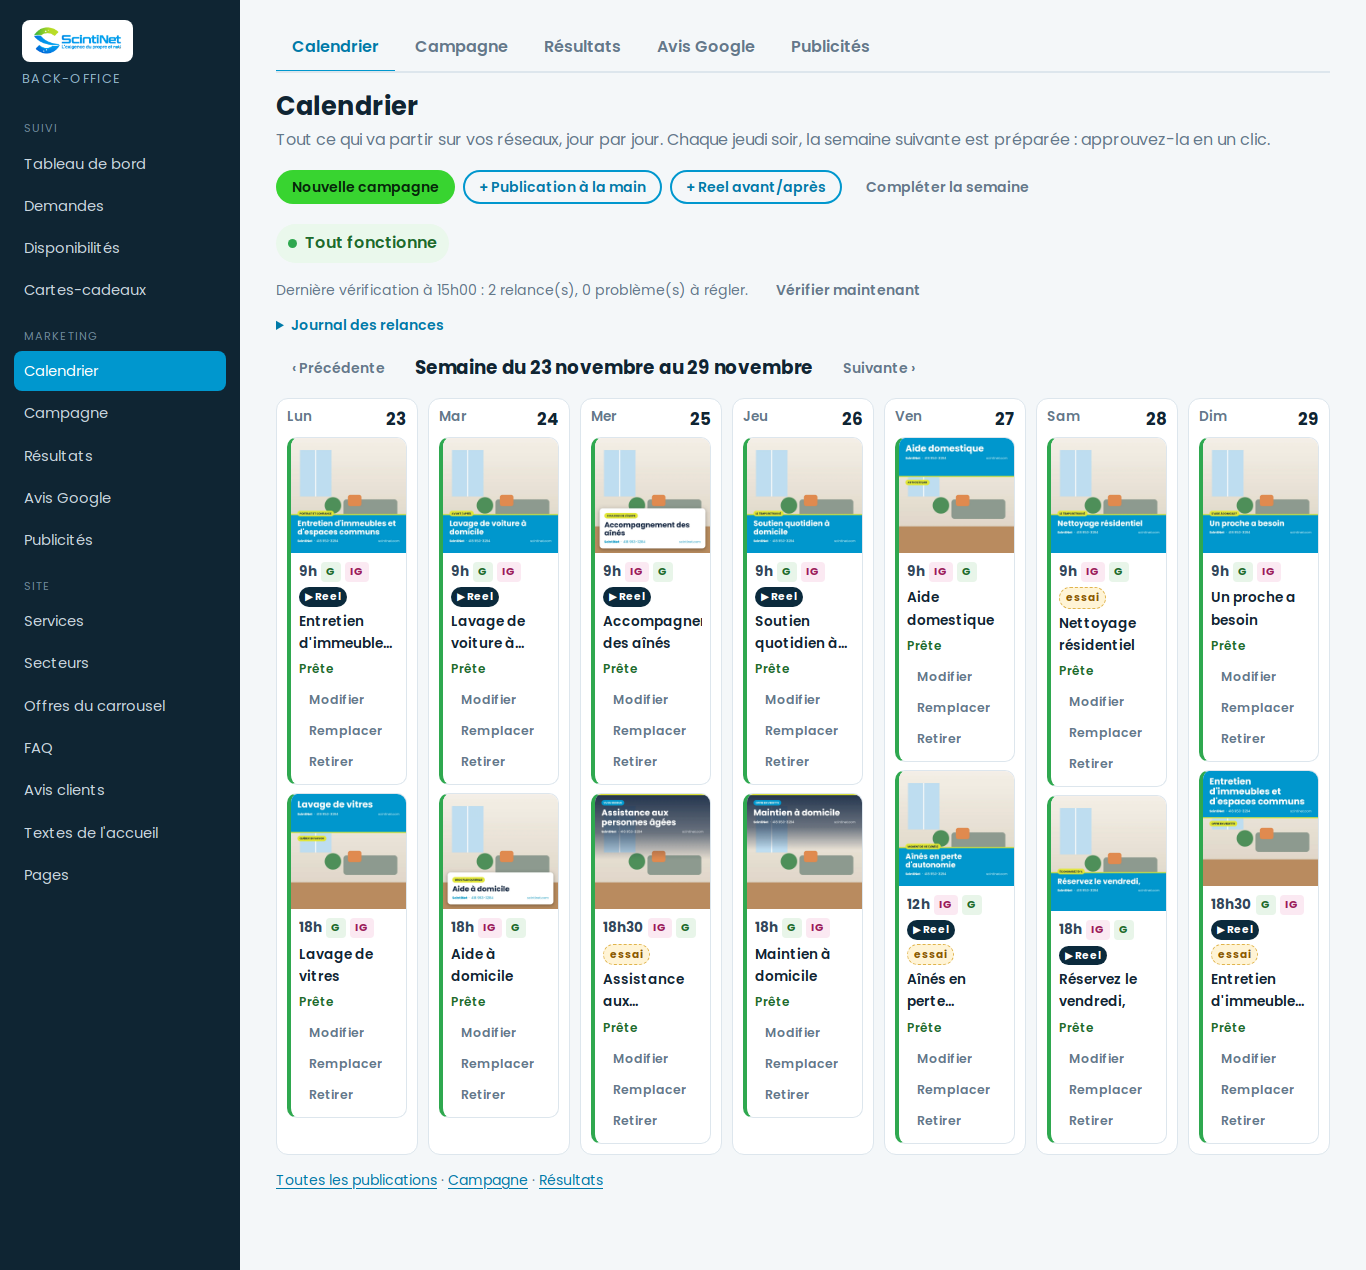 ScintiNet
L'exigence du propre et net
BACK-OFFICE
SUIVI
Tableau de bord
Demandes
Disponibilités
Cartes-cadeaux
MARKETING
Calendrier
Campagne
Résultats
Avis Google
Publicités
SITE
Services
Secteurs
Offres du carrousel
FAQ
Avis clients
Textes de l'accueil
Pages
Calendrier Campagne Résultats Avis Google Publicités
Calendrier
Tout ce qui va partir sur vos réseaux, jour par jour. Chaque jeudi soir, la semaine suivante est préparée : approuvez-la en un clic.
Nouvelle campagne + Publication à la main + Reel avant/après Compléter la semaine
Tout fonctionne
Dernière vérification à 15h00 : 2 relance(s), 0 problème(s) à régler. Vérifier maintenant
▶ Journal des relances
‹ Précédente Semaine du 23 novembre au 29 novembre Suivante ›
Lun 23
Entretien d'immeubles et
d'espaces communs
9h G IG
▶ Reel
Entretien
d'immeuble...
Prête
Modifier
Remplacer
Retirer
Lavage de vitres
18h G IG
Lavage de
vitres
Prête
Modifier
Remplacer
Retirer
Mar 24
Lavage de voiture à
domicile
9h G IG
▶ Reel
Lavage de
voiture à...
Prête
Modifier
Remplacer
Retirer
Aide à domicile
18h IG G
Aide à
domicile
Prête
Modifier
Remplacer
Retirer
Mer 25
Accompagnement des
aînés
9h IG G
▶ Reel
Accompagner
des aînés
Prête
Modifier
Remplacer
Retirer
Assistance aux
personnes âgées
18h30 IG G
essai
Assistance
aux...
Prête
Modifier
Remplacer
Retirer
Jeu 26
Soutien quotidien à
domicile
9h G IG
▶ Reel
Soutien
quotidien à...
Prête
Modifier
Remplacer
Retirer
Maintien à domicile
18h G IG
Maintien à
domicile
Prête
Modifier
Remplacer
Retirer
Ven 27
Aide domestique
9h IG G
Aide
domestique
Prête
Modifier
Remplacer
Retirer
Aînés en perte
d'autonomie
12h IG G
▶ Reel
essai
Aînés en
perte...
Prête
Modifier
Remplacer
Retirer
Sam 28
Nettoyage résidentiel
9h IG G
essai
Nettoyage
résidentiel
Prête
Modifier
Remplacer
Retirer
Réservez le vendredi,
18h IG G
▶ Reel
Réservez le
vendredi,
Prête
Modifier
Remplacer
Retirer
Dim 29
Un proche a besoin
9h G IG
Un proche a
besoin
Prête
Modifier
Remplacer
Retirer
Entretien
d'immeubles et
d'espaces communs
18h30 G IG
▶ Reel
essai
Entretien
d'immeuble...
Prête
Modifier
Remplacer
Retirer
Toutes les publications · Campagne · Résultats